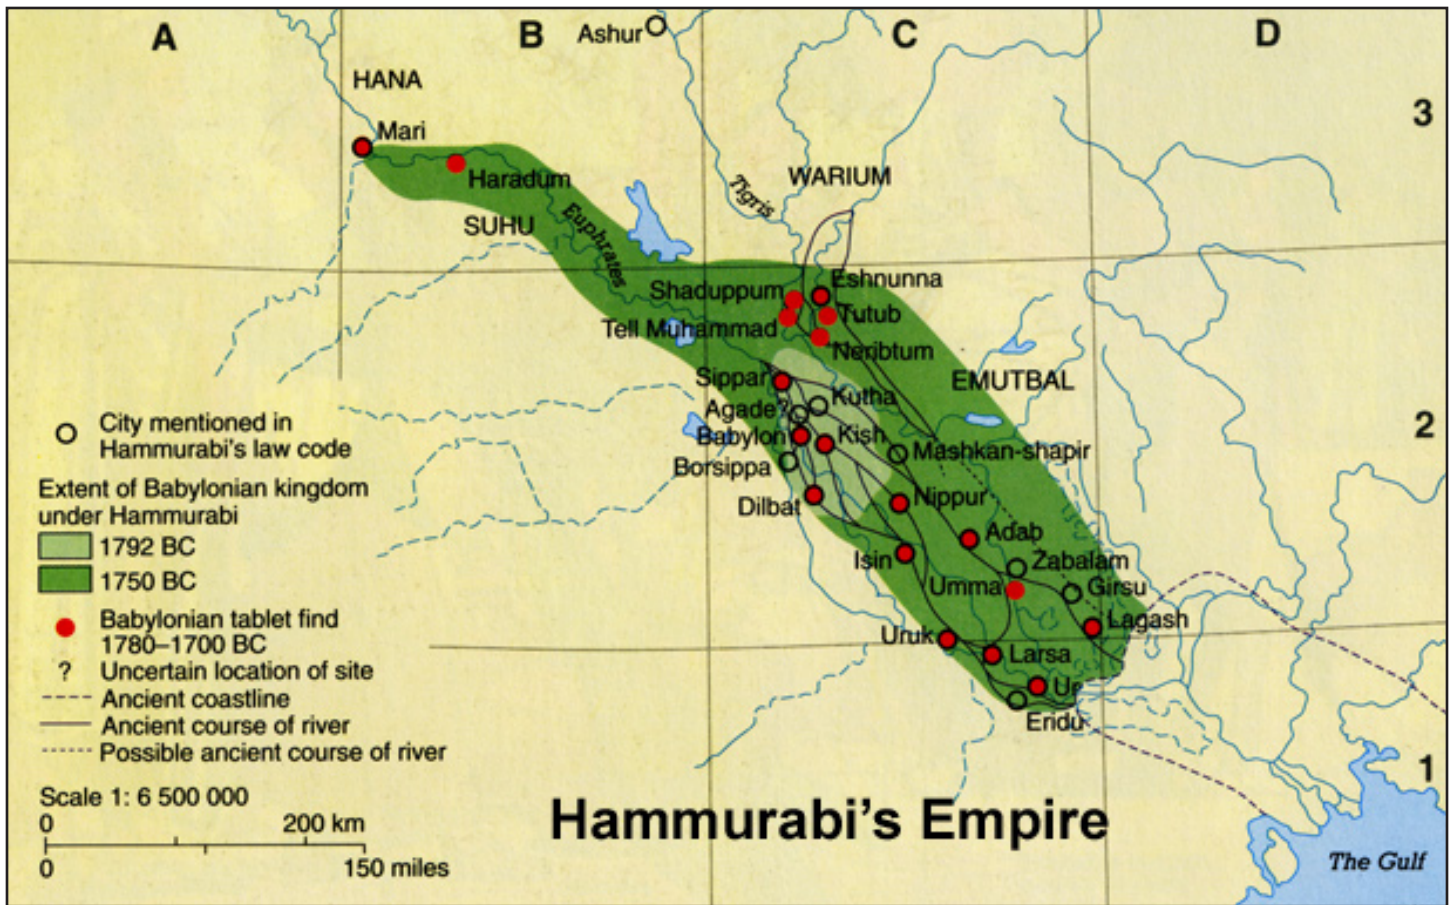 A
B
C
D
Ashur
HANA
3
Mari
WARIUM
Haradum
Tigris
SUHU
Euphrates
Eshnunna
Shaduppum
Tutub
Tell Muhammad
Neribtum
Sippar
EMUTBAL
Kutha
Agade?
2
Babylon
Kish
Mashkan-shapir
Borsippa
Nippur
Dilbat
Adab
Isin
Zabalam
Umma
Girsu
Lagash
Uruk
Larsa
Ur
Eridu
1
City mentioned in
Hammurabi's law code
Extent of Babylonian kingdom
under Hammurabi
1792 BC
1750 BC
Babylonian tablet find
1780–1700 BC
? Uncertain location of site
Ancient coastline
Ancient course of river
Possible ancient course of river
Scale 1: 6 500 000
0 200 km
0 150 miles
Hammurabi's Empire
The Gulf